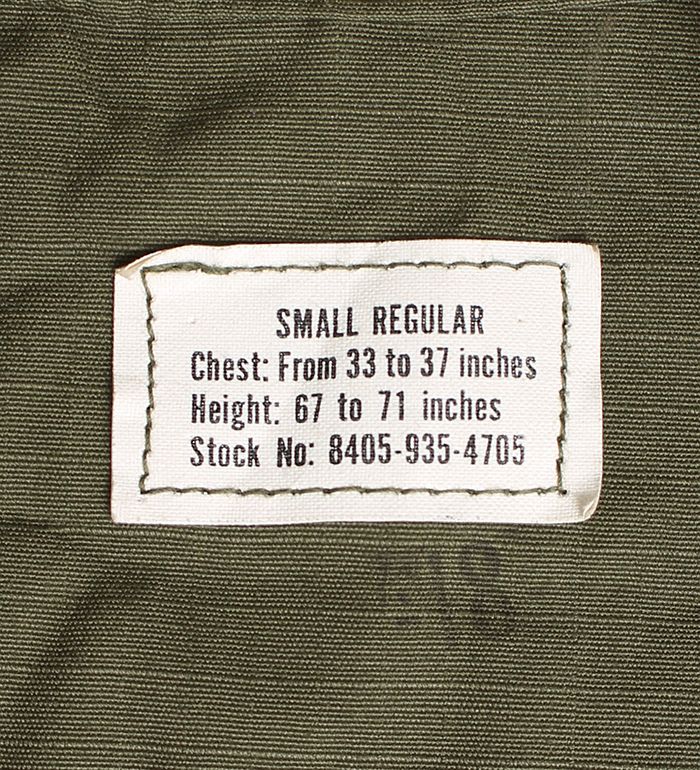 SMALL REGULAR
Chest: From 33 to 37 inches
Height: 67 to 71 inches
Stock No: 8405-935-4705